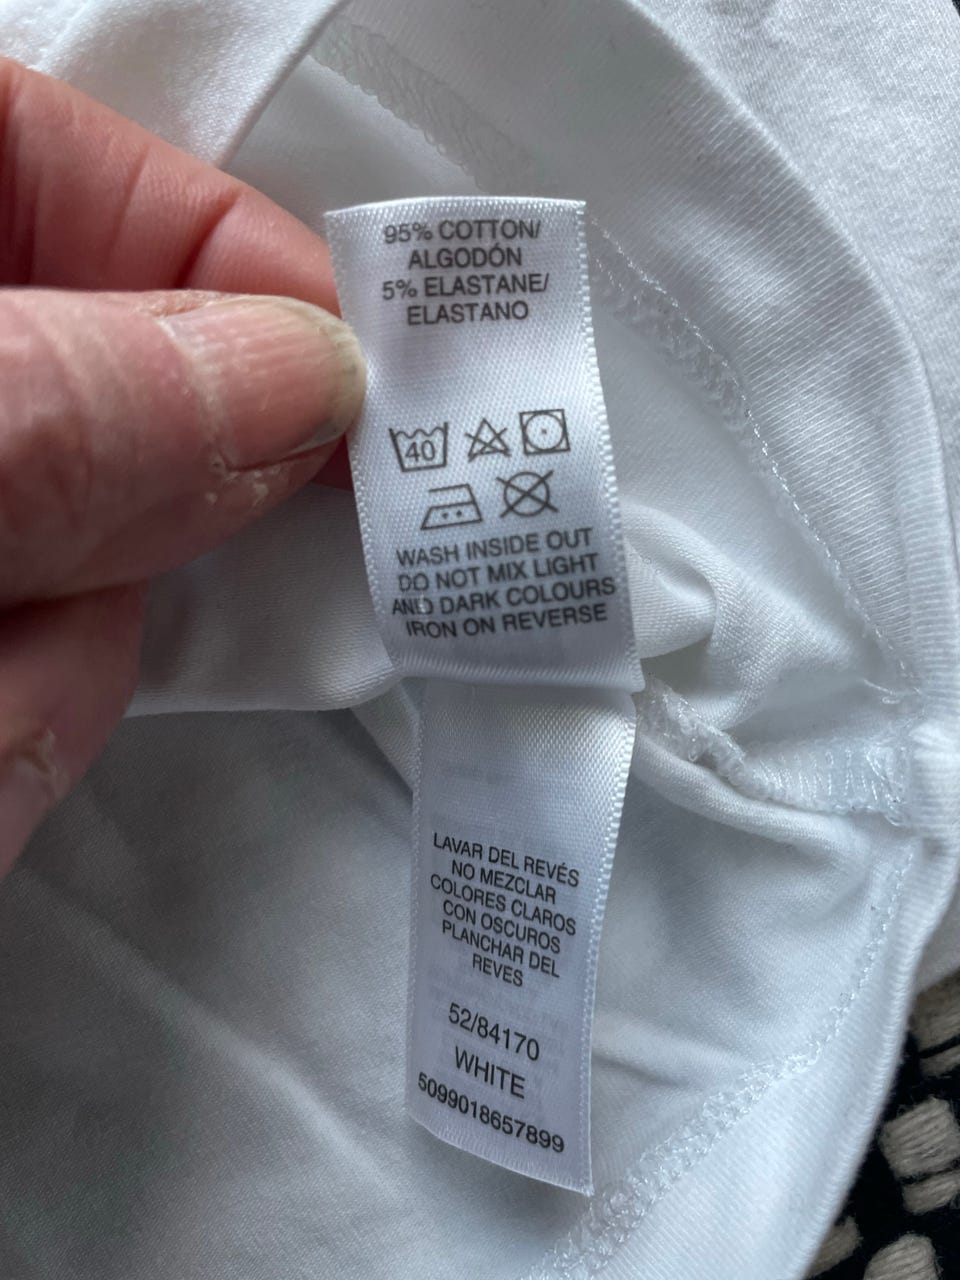 95% COTTON/
ALGODÓN
5% ELASTANE/
ELASTANO
40
WASH INSIDE OUT
DO NOT MIX LIGHT
AND DARK COLOURS
IRON ON REVERSE
LAVAR DEL REVÉS
NO MEZCLAR
COLORES CLAROS
CON OSCUROS
PLANCHAR DEL
REVES
52/84170
WHITE
5099018657899